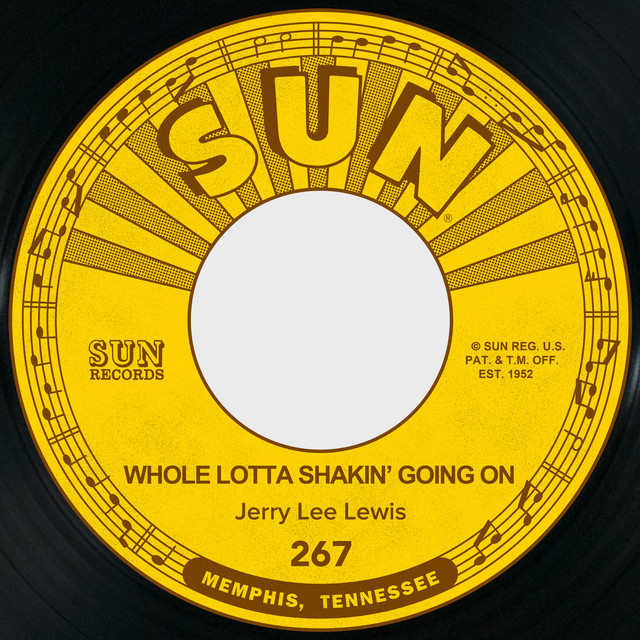 SUN
®
SUN
RECORDS
© SUN REG. U.S.
PAT. & T.M. OFF.
EST. 1952
WHOLE LOTTA SHAKIN’ GOING ON
Jerry Lee Lewis
267
MEMPHIS, TENNESSEE